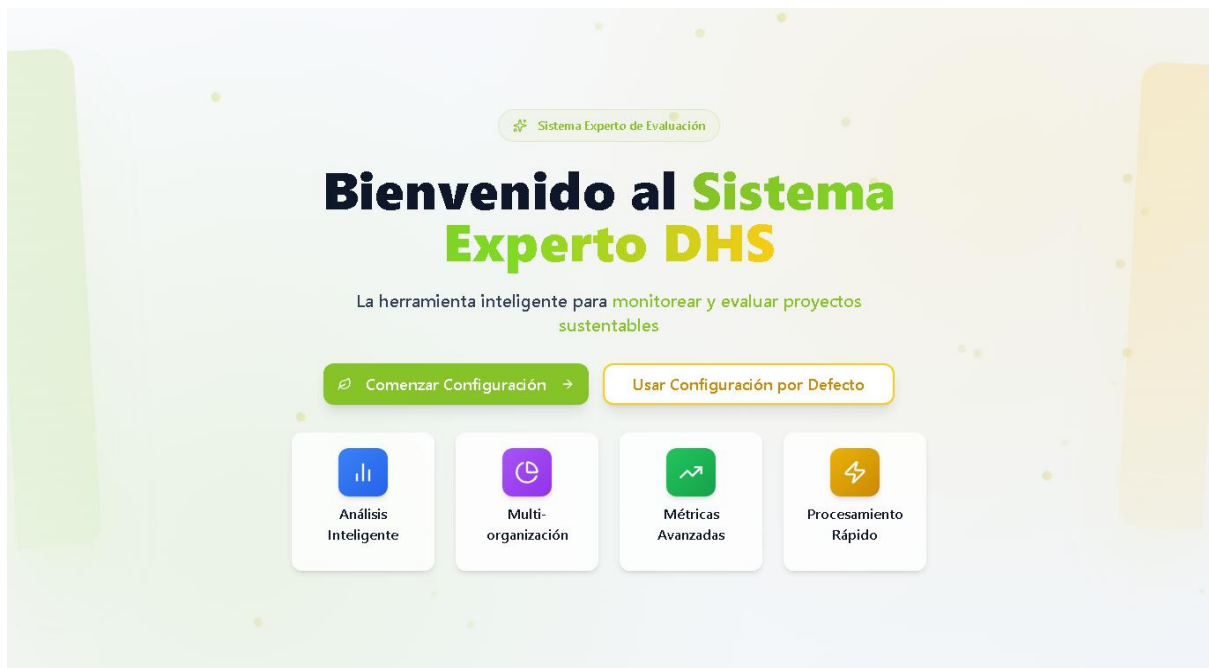 Sistema Experto de Evaluación
Bienvenido al Sistema
Experto DHS
La herramienta inteligente para monitorear y evaluar proyectos
sustentables
Comenzar Configuración
Usar Configuración por Defecto
Análisis
Inteligente
Multi-
organización
Métricas
Avanzadas
Procesamiento
Rápido